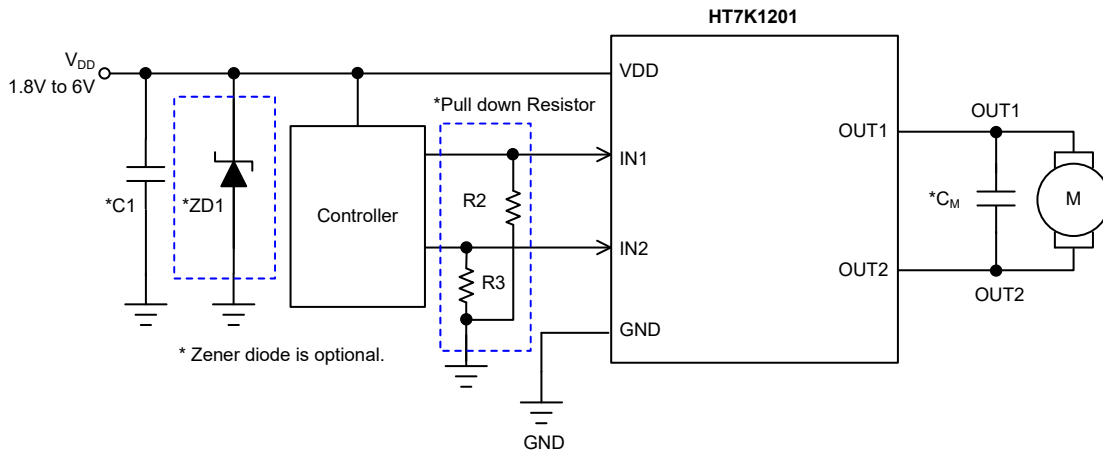 HT7K1201
VDD
1.8V to 6V
VDD
*Pull down Resistor
OUT1
OUT1
IN1
*C1
*ZD1
Controller
R2
*CM
M
IN2
R3
OUT2
OUT2
GND
* Zener diode is optional.
GND